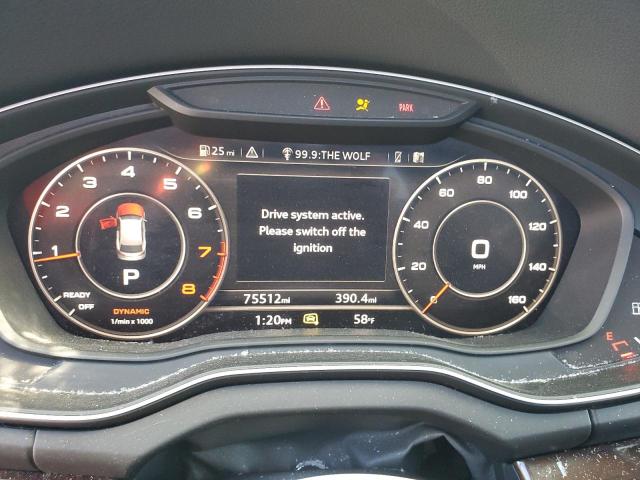 PARK
25 mi
99.9:THE WOLF
1 2 3 4 5 6 7 8
READY
OFF
P
DYNAMIC
1/min x 1000
Drive system active.
Please switch off the
ignition
75512mi 390.4mi
1:20PM 58°F
0 20 40 60 80 100 120 140 160
0
MPH
E